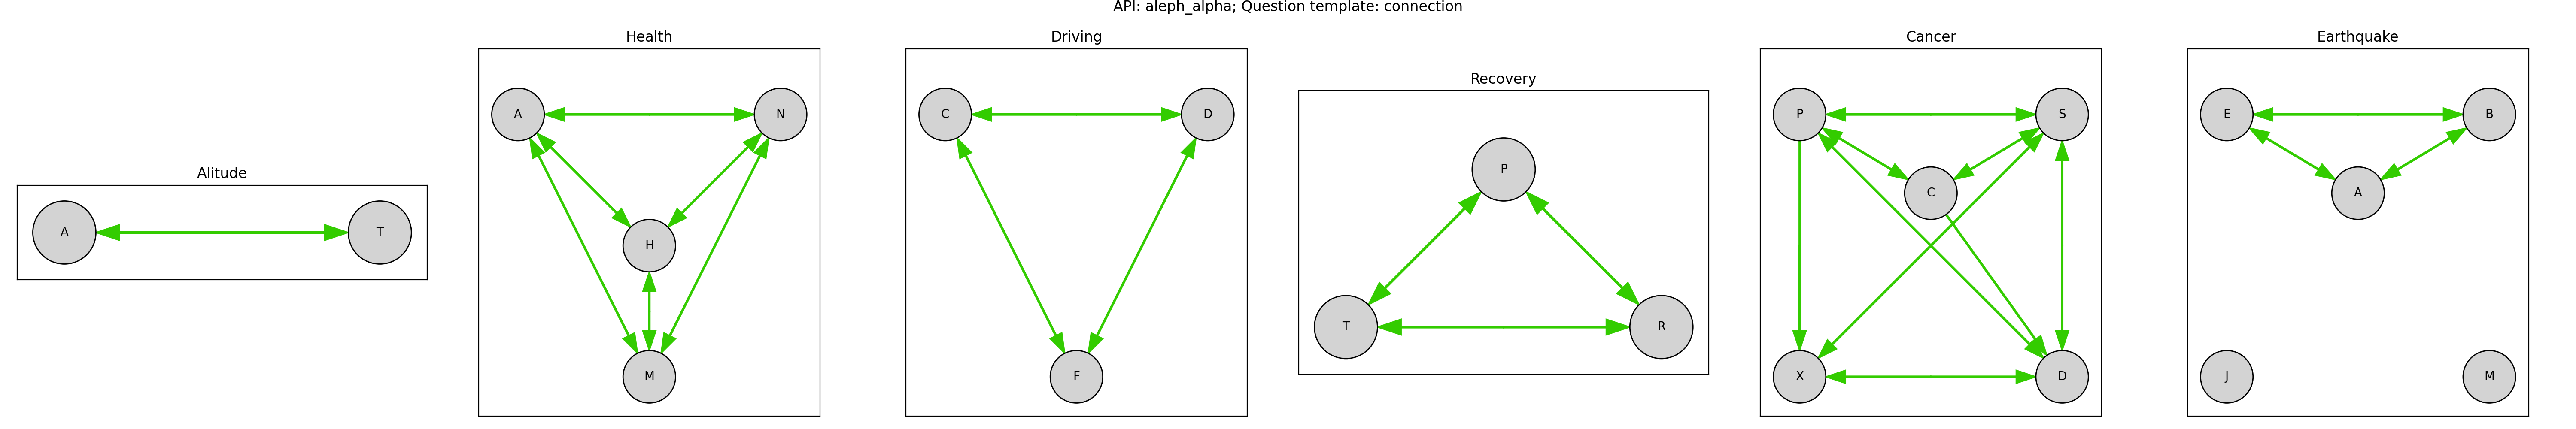 API: aleph_alpha; Question template: connection
Alitude
A
T
Health
A
N
H
M
Driving
C
D
F
Recovery
P
T
R
Cancer
P
S
C
X
D
Earthquake
E
B
A
J
M